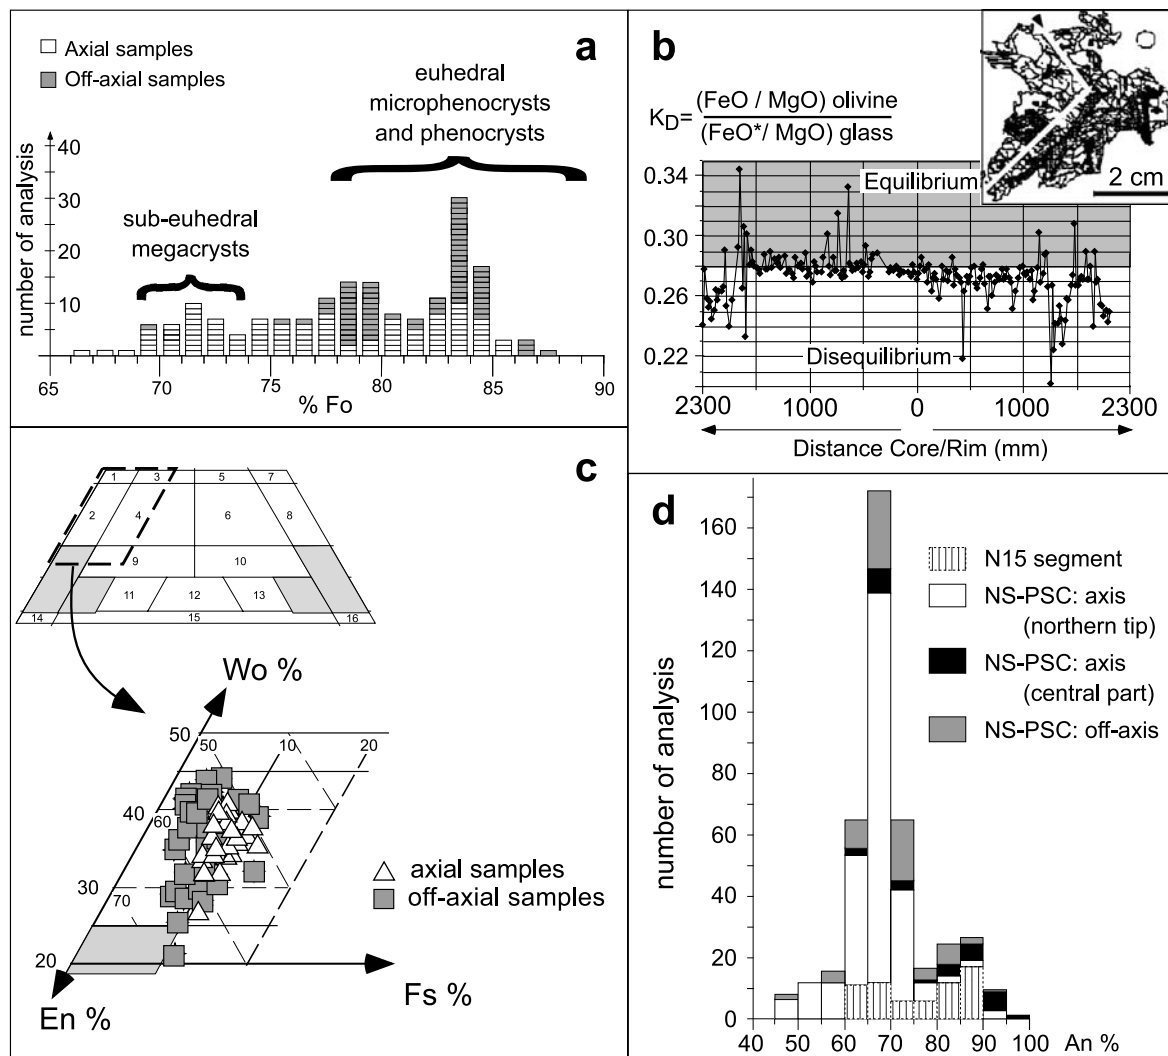 a
Axial samples
Off-axial samples
euhedral
microphenocrysts
and phenocrysts
sub-euhedral
megacrysts
number of analysis
40
30
20
10
65 70 75 80 85 90
% Fo
b
K_D= (FeO / MgO) olivine
(FeO*/ MgO) glass
2 cm
0.34
0.30
0.26
0.22
Equilibrium
Disequilibrium
2300 1000 0 1000 2300
Distance Core/Rim (mm)
c
1 3 5 7
2 4 6 8
9 10
11 12 13
14 15 16
Wo %
50 50 10 20
40 60
30 70
20
axial samples
off-axial samples
En %
Fs %
d
number of analysis
160
140
120
100
80
60
40
20
0
N15 segment
NS-PSC: axis
(northern tip)
NS-PSC: axis
(central part)
NS-PSC: off-axis
40 50 60 70 80 90 100 An %